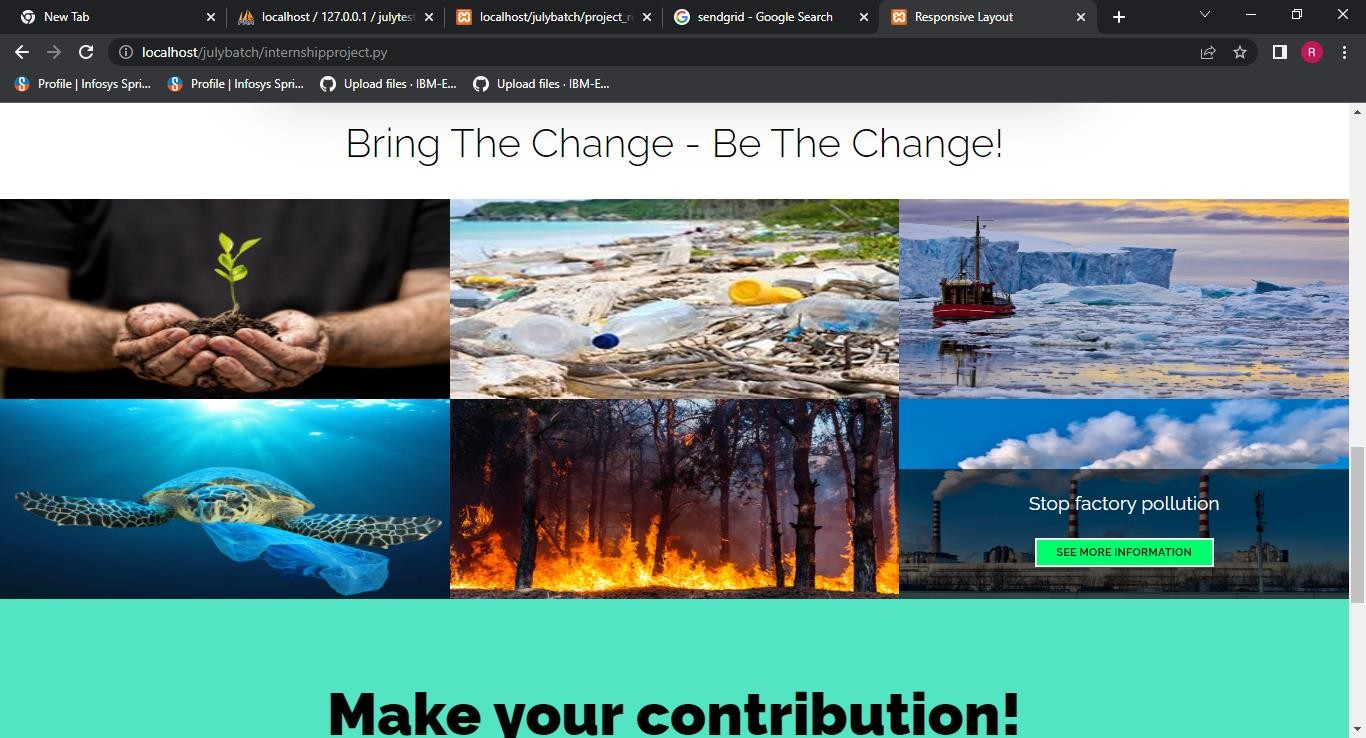 New Tab
localhost / 127.0.0.1 / julytest
localhost/julybatch/project_r
sendgrid - Google Search
Responsive Layout
localhost/julybatch/internshipproject.py
R
Profile | Infosys Spri...
Profile | Infosys Spri...
Upload files · IBM-E...
Upload files · IBM-E...
Bring The Change - Be The Change!
Stop factory pollution
SEE MORE INFORMATION
Make your contribution!